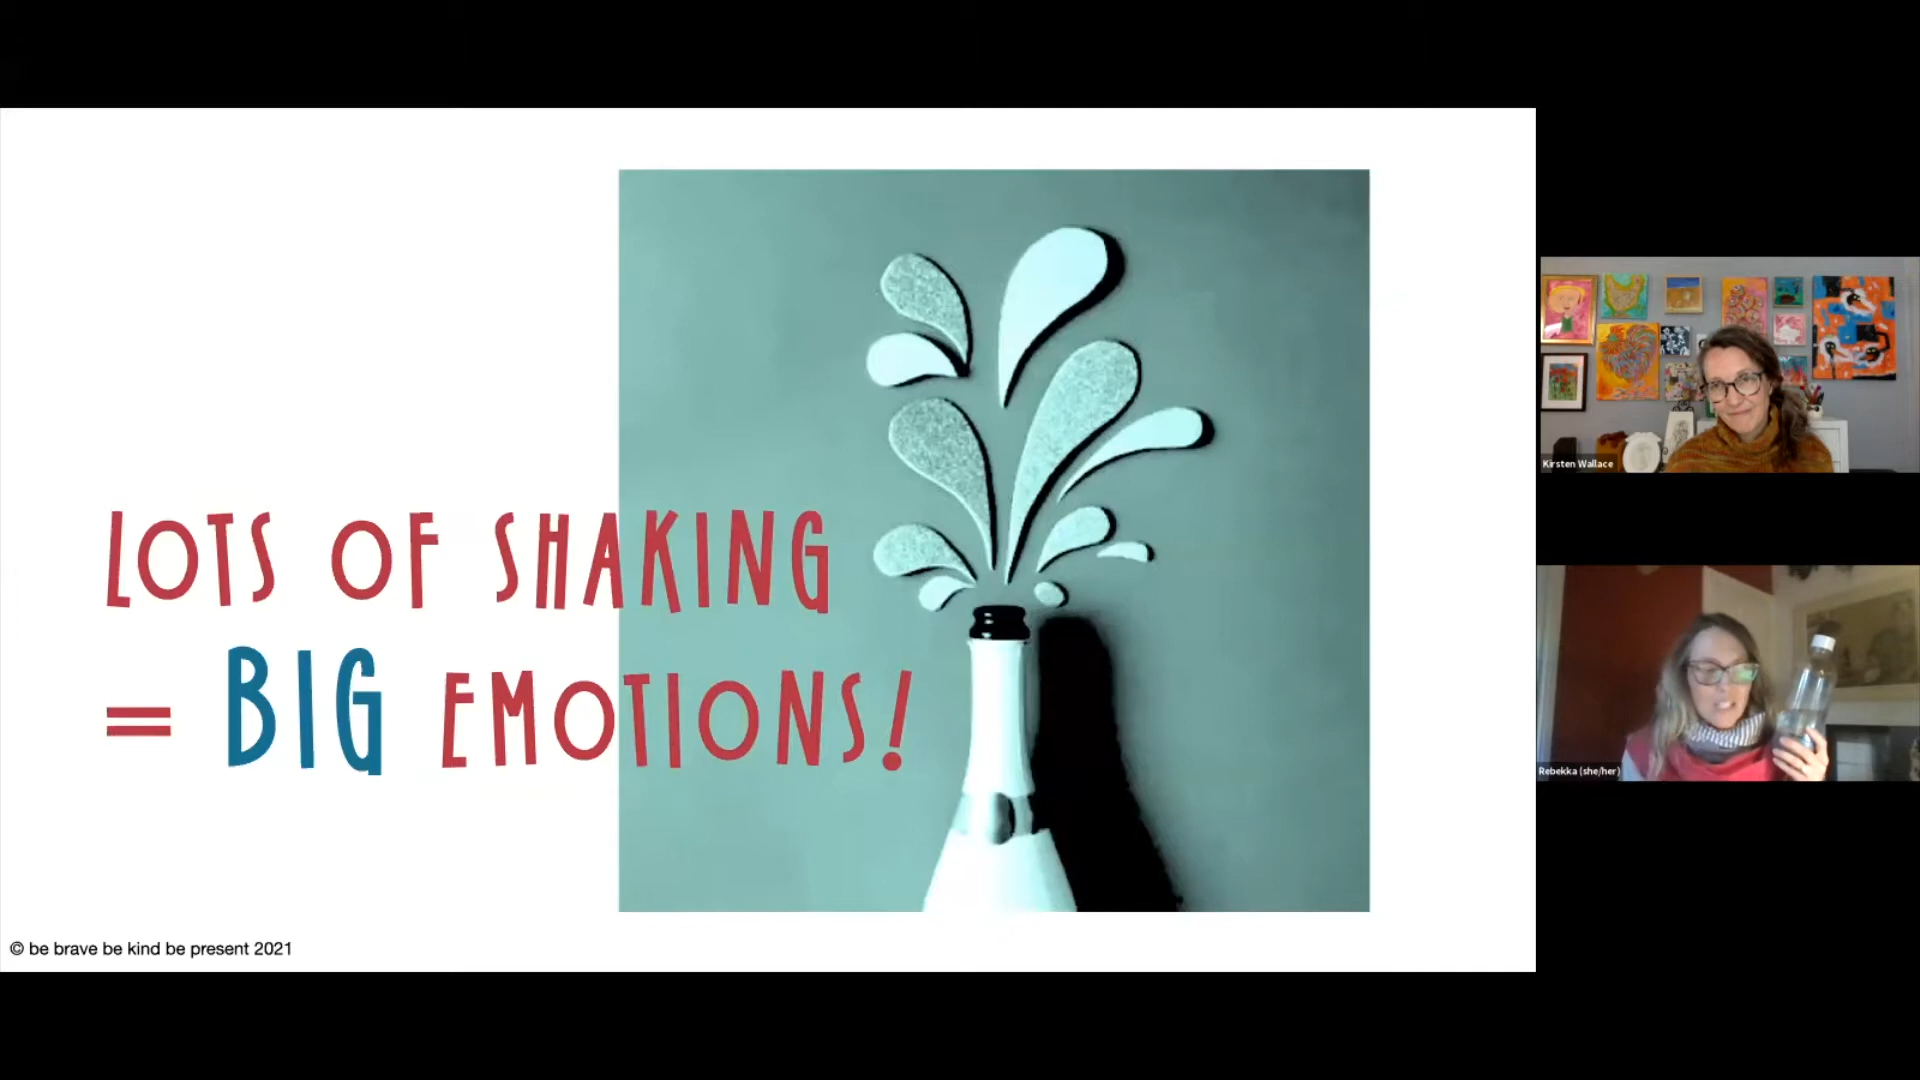 LOTS OF SHAKING
= BIG EMOTIONS!
© be brave be kind be present 2021
Kirsten Wallace
Rebekka (she/her)